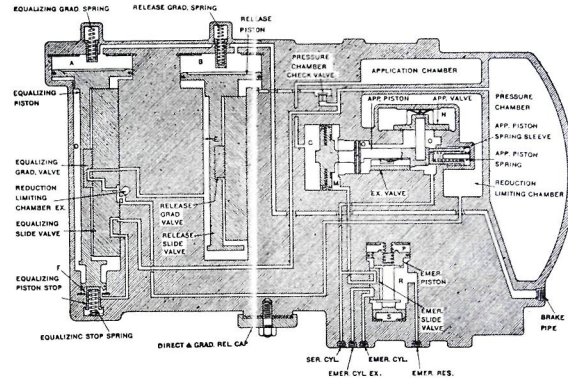 EQUALIZING GRAD. SPRING
RELEASE GRAD. SPRING
RELEASE
PISTON
A
B
PRESSURE
CHAMBER
CHECK VALVE
APPLICATION CHAMBER
EQUALIZING
PISTON
APP. PISTON
APP. VALVE
PRESSURE
CHAMBER
N
APP. PISTON
SPRING SLEEVE
APP. PISTON
SPRING
REDUCTION
LIMITING CHAMBER
EQUALIZING
GRAD. VALVE
REDUCTION
LIMITING
CHAMBER EX.
EQUALIZING
SLIDE VALVE
RELEASE
GRAD
VALVE
RELEASE
SLIDE VALVE
C
M
O
EX. VALVE
EQUALIZING
PISTON STOP
F
P
EMER.
PISTON
R
EMER.
SLIDE
VALVE
S
EQUALIZING STOP SPRING
DIRECT & GRAD. REL. CAP
SER. CYL.
EMER. CYL. EX.
EMER. CYL.
EMER. RES.
BRAKE
PIPE